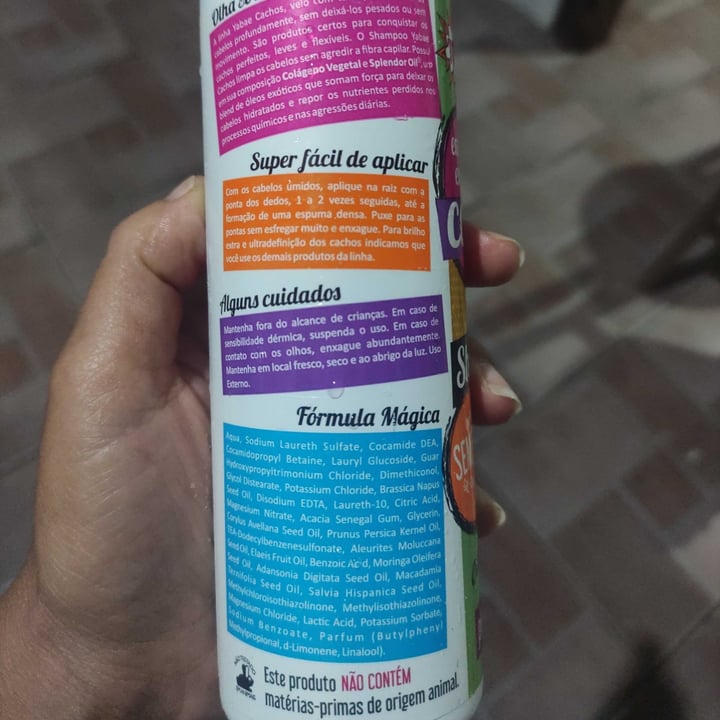 Olha
A linha Yabae Cachos, veio com
cabelos profundamente, sem deixá-los pesados ou sem
movimento. São produtos certos para conquistar os
cachos perfeitos, leves e flexíveis. O Shampoo Yabae
Cachos limpa os cabelos sem agredir a fibra capilar. Possui
em sua composição Colágeno Vegetal e Splendor Oil, um
blend de óleos exóticos que somam força para deixar os
cabelos hidratados e repor os nutrientes perdidos nos
processos químicos e nas agressões diárias.
Super fácil de aplicar
Com os cabelos úmidos, aplique na raiz com a
ponta dos dedos, 1 a 2 vezes seguidas, até a
formação de uma espuma densa. Puxe para as
pontas sem esfregar muito e enxague. Para brilho
extra e ultradefinição dos cachos indicamos que
você use os demais produtos da linha.
Alguns cuidados
Mantenha fora do alcance de crianças. Em caso de
sensibilidade dérmica, suspenda o uso. Em caso de
contato com os olhos, enxague abundantemente.
Mantenha em local fresco, seco e ao abrigo da luz. Uso
Externo.
Fórmula Mágica
Aqua, Sodium Laureth Sulfate, Cocamide DEA,
Cocamidopropyl Betaine, Lauryl Glucoside, Guar
Hydroxypropyltrimonium Chloride, Dimethiconol,
Glycol Distearate, Potassium Chloride, Brassica Napus
Seed Oil, Disodium EDTA, Laureth-10, Citric Acid,
Magnesium Nitrate, Acacia Senegal Gum, Glycerin,
Corylus Avellana Seed Oil, Prunus Persica Kernel Oil,
TEA-Dodecylbenzenesulfonate, Aleurites Moluccana
Seed Oil, Elaeis Fruit Oil, Benzoic Acid, Moringa Oleifera
Seed Oil, Adansonia Digitata Seed Oil, Macadamia
Ternifolia Seed Oil, Salvia Hispanica Seed Oil,
Methylchloroisothiazolinone, Methylisothiazolinone,
Magnesium Chloride, Lactic Acid, Potassium Sorbate,
Sodium Benzoate, Parfum (Butylphenyl
Methylpropional, d-Limonene, Linalool).
Este produto NÃO CONTÉM
matérias-primas de origem animal.